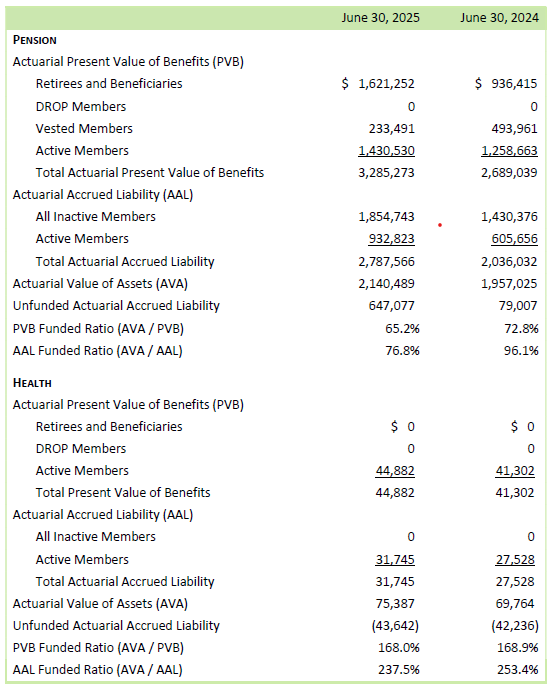 June 30, 2025 June 30, 2024
PENSION
Actuarial Present Value of Benefits (PVB)
Retirees and Beneficiaries $ 1,621,252 $ 936,415
DROP Members 0 0
Vested Members 233,491 493,961
Active Members 1,430,530 1,258,663
Total Actuarial Present Value of Benefits 3,285,273 2,689,039
Actuarial Accrued Liability (AAL)
All Inactive Members 1,854,743 1,430,376
Active Members 932,823 605,656
Total Actuarial Accrued Liability 2,787,566 2,036,032
Actuarial Value of Assets (AVA) 2,140,489 1,957,025
Unfunded Actuarial Accrued Liability 647,077 79,007
PVB Funded Ratio (AVA / PVB) 65.2% 72.8%
AAL Funded Ratio (AVA / AAL) 76.8% 96.1%
HEALTH
Actuarial Present Value of Benefits (PVB)
Retirees and Beneficiaries $ 0 $ 0
DROP Members 0 0
Active Members 44,882 41,302
Total Present Value of Benefits 44,882 41,302
Actuarial Accrued Liability (AAL)
All Inactive Members 0 0
Active Members 31,745 27,528
Total Actuarial Accrued Liability 31,745 27,528
Actuarial Value of Assets (AVA) 75,387 69,764
Unfunded Actuarial Accrued Liability (43,642) (42,236)
PVB Funded Ratio (AVA / PVB) 168.0% 168.9%
AAL Funded Ratio (AVA / AAL) 237.5% 253.4%